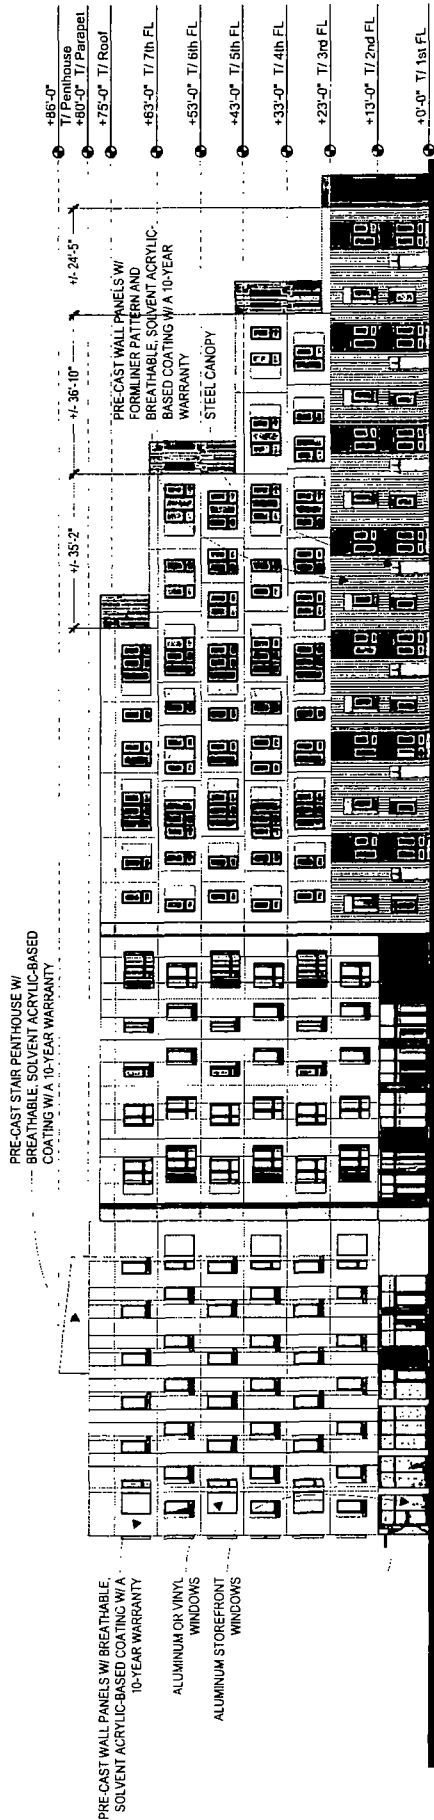 +86'-0"
T/ Penthouse
+80'-0" T/ Parapet
+75'-0" T/ Roof
+63'-0" T/ 7th FL
+53'-0" T/ 6th FL
+43'-0" T/ 5th FL
+33'-0" T/ 4th FL
+23'-0" T/ 3rd FL
+13'-0" T/ 2nd FL
+0'-0" T/ 1st FL
+/- 24'-5"
+/- 36'-10"
+/- 35'-2"
PRE-CAST WALL PANELS W/
FORMLINER PATTERN AND
BREATHABLE, SOLVENT ACRYLIC-
BASED COATING W/ A 10-YEAR
WARRANTY
STEEL CANOPY
PRE-CAST STAIR PENTHOUSE W/
BREATHABLE, SOLVENT ACRYLIC-BASED
COATING W/ A 10-YEAR WARRANTY
PRE-CAST WALL PANELS W/ BREATHABLE,
SOLVENT ACRYLIC-BASED COATING W/ A
10-YEAR WARRANTY
ALUMINUM OR VINYL
WINDOWS
ALUMINUM STOREFRONT
WINDOWS